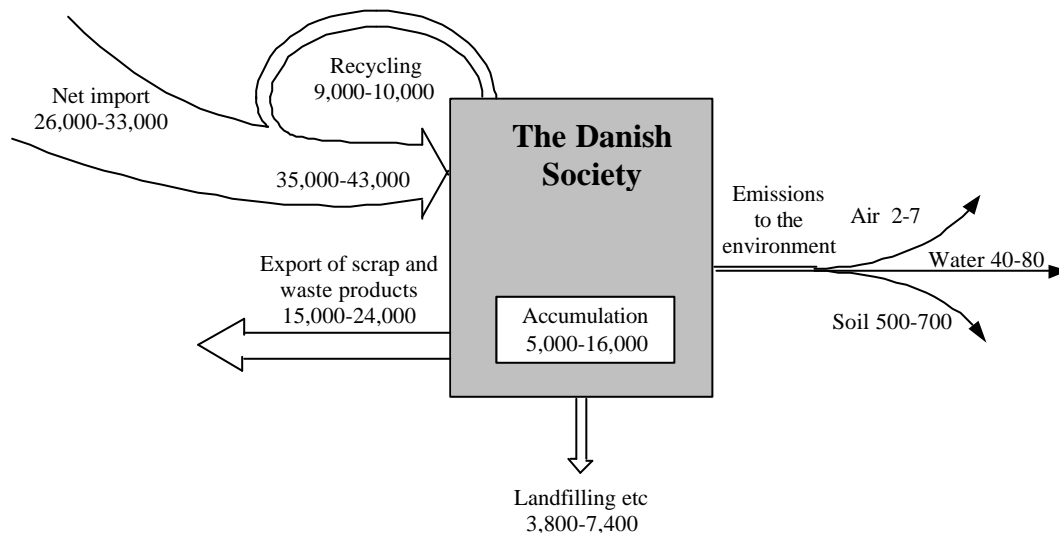 Recycling
9,000-10,000
Net import
26,000-33,000
35,000-43,000
The Danish
Society
Emissions
to the
environment
Air 2-7
Water 40-80
Soil 500-700
Export of scrap and
waste products
15,000-24,000
Accumulation
5,000-16,000
Landfilling etc
3,800-7,400